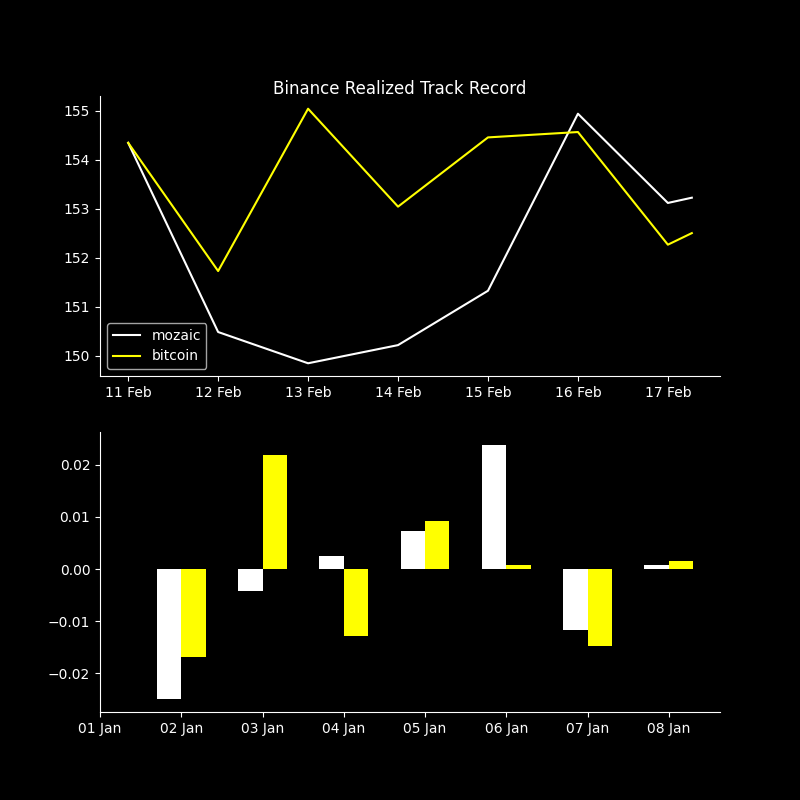 Binance Realized Track Record
155
154
153
152
151
150
mozaic
bitcoin
11 Feb 12 Feb 13 Feb 14 Feb 15 Feb 16 Feb 17 Feb
0.02
0.01
0.00
−0.01
−0.02
01 Jan 02 Jan 03 Jan 04 Jan 05 Jan 06 Jan 07 Jan 08 Jan